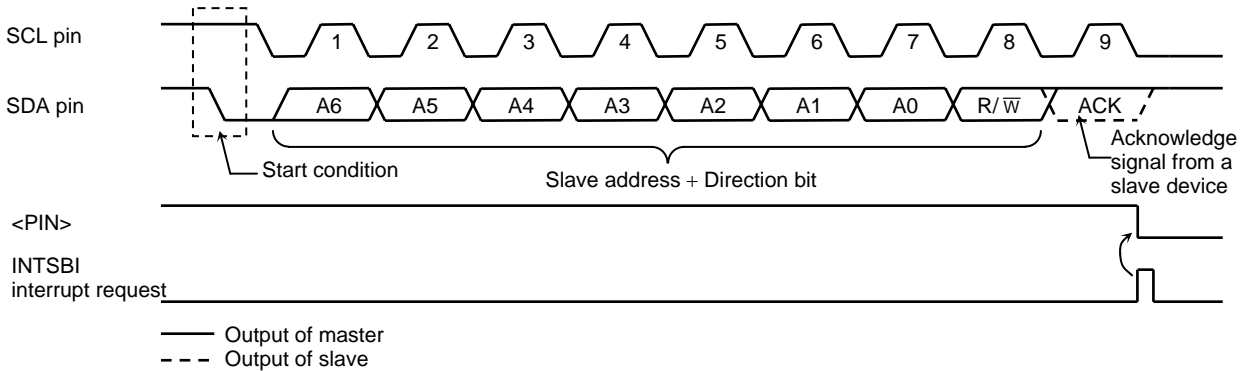 SCL pin
1 2 3 4 5 6 7 8 9
SDA pin
A6 A5 A4 A3 A2 A1 A0 R/W̅ ACK
Start condition
Slave address + Direction bit
Acknowledge
signal from a
slave device
<PIN>
INTSBI
interrupt request
Output of master
Output of slave